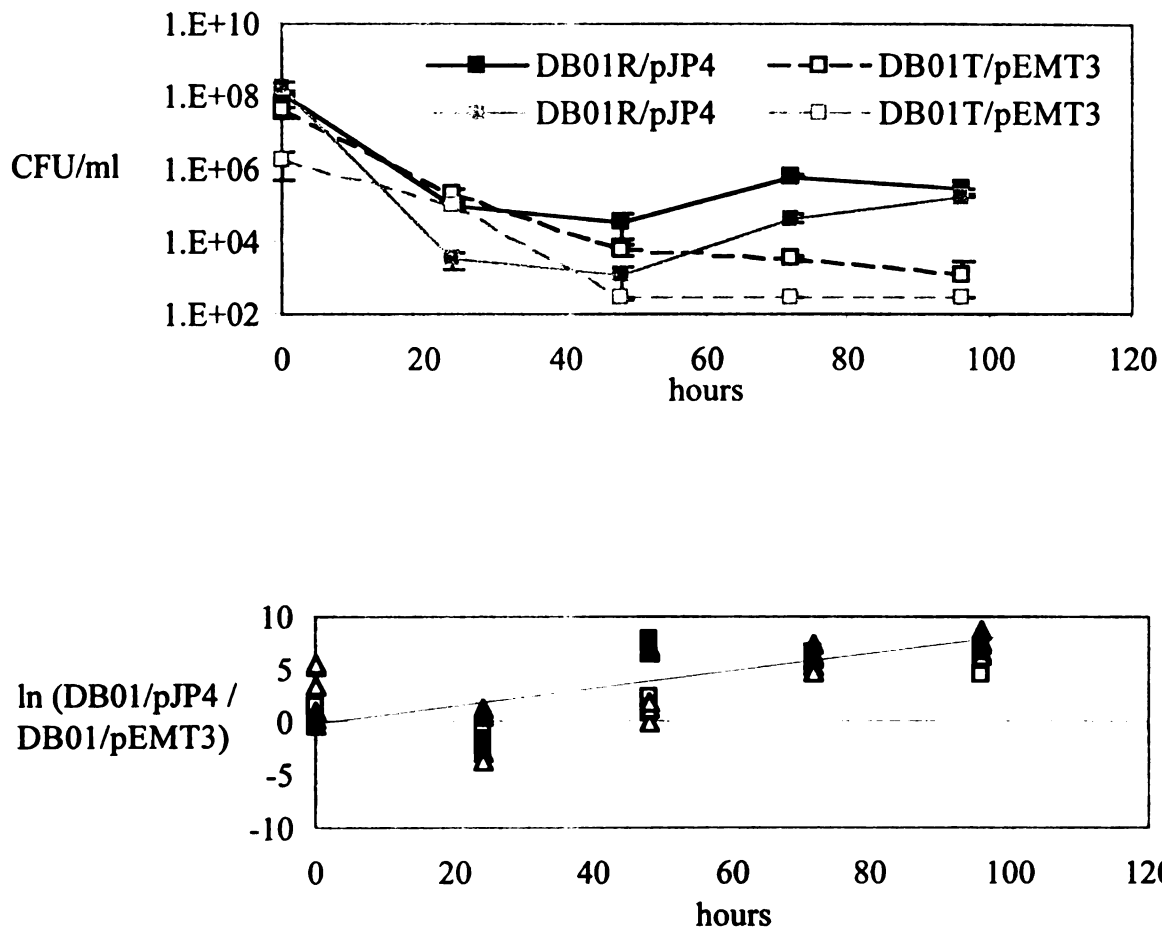 1.E+10
1.E+08
1.E+06
1.E+04
1.E+02
CFU/ml
DB01R/pJP4 DB01T/pEMT3
DB01R/pJP4 DB01T/pEMT3
0 20 40 60 80 100 120
hours
10
5
0
-5
-10
ln (DB01/pJP4 /
DB01/pEMT3)
0 20 40 60 80 100 120
hours